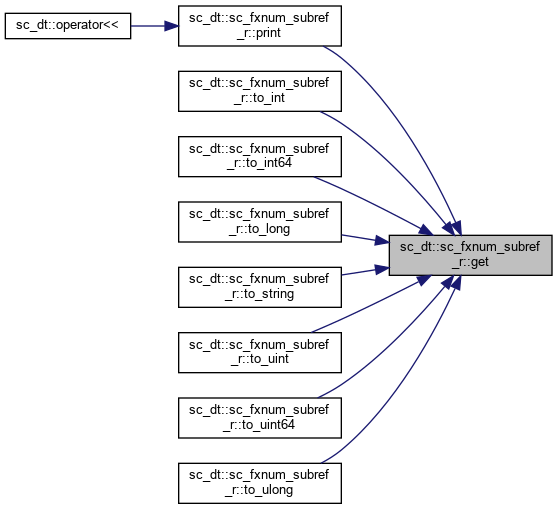 sc_dt::operator<<
sc_dt::sc_fxnum_subref
_r::print
sc_dt::sc_fxnum_subref
_r::to_int
sc_dt::sc_fxnum_subref
_r::to_int64
sc_dt::sc_fxnum_subref
_r::to_long
sc_dt::sc_fxnum_subref
_r::get
sc_dt::sc_fxnum_subref
_r::to_string
sc_dt::sc_fxnum_subref
_r::to_uint
sc_dt::sc_fxnum_subref
_r::to_uint64
sc_dt::sc_fxnum_subref
_r::to_ulong